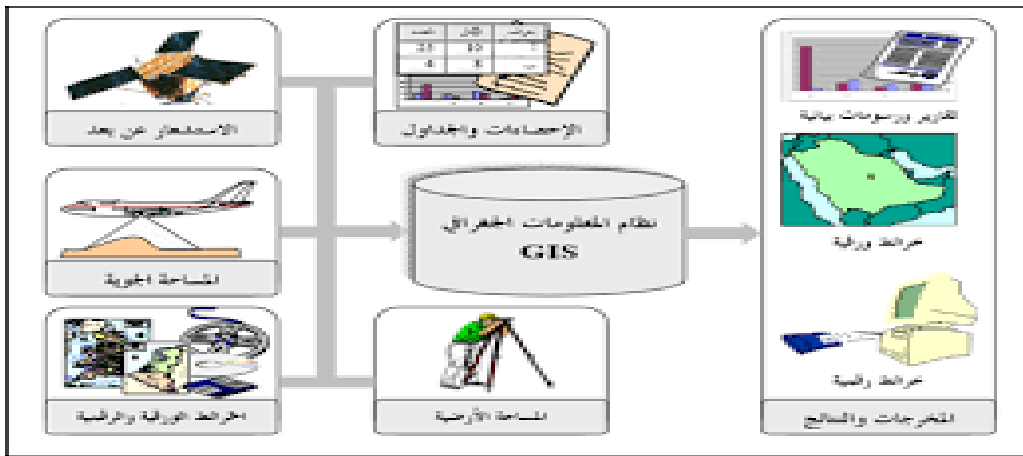 الاستشعار عن بعد
الإحصاءات والجداول
تقارير ورسومات بيانية
المساحة الجوية
نظام المعلومات الجغرافي
GIS
خرائط ورقية
الخرائط الورقية والرقمية
المساحة الأرضية
خرائط رقمية
المخرجات والنتائج